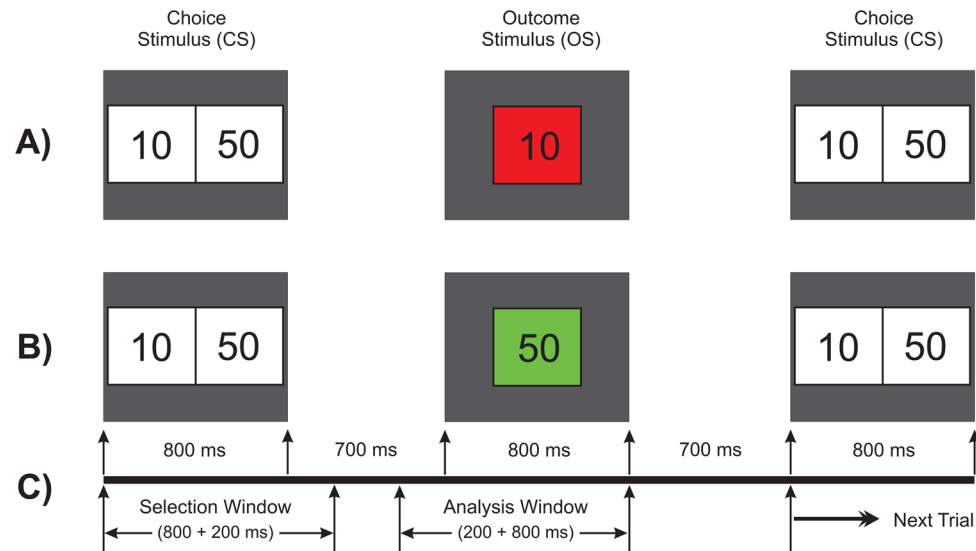 Choice
Stimulus (CS)
Outcome
Stimulus (OS)
Choice
Stimulus (CS)
A)
10 50
10
10 50
B)
10 50
50
10 50
800 ms
700 ms
800 ms
700 ms
800 ms
C)
Selection Window
(800 + 200 ms)
Analysis Window
(200 + 800 ms)
Next Trial